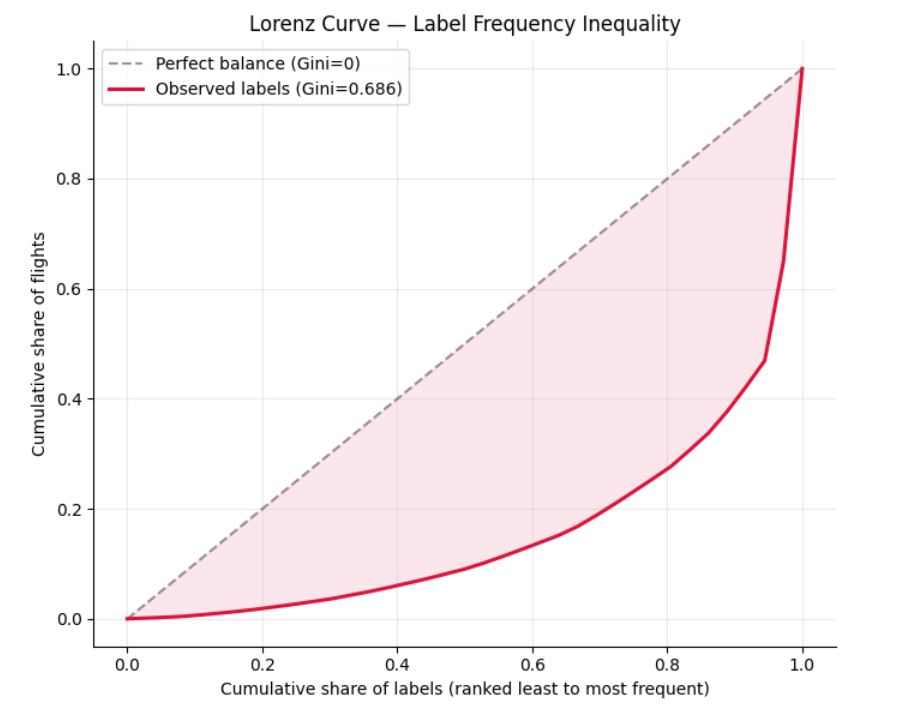 Lorenz Curve — Label Frequency Inequality
Perfect balance (Gini=0)
Observed labels (Gini=0.686)
1.0
0.8
0.6
0.4
0.2
0.0
Cumulative share of flights
0.0 0.2 0.4 0.6 0.8 1.0
Cumulative share of labels (ranked least to most frequent)